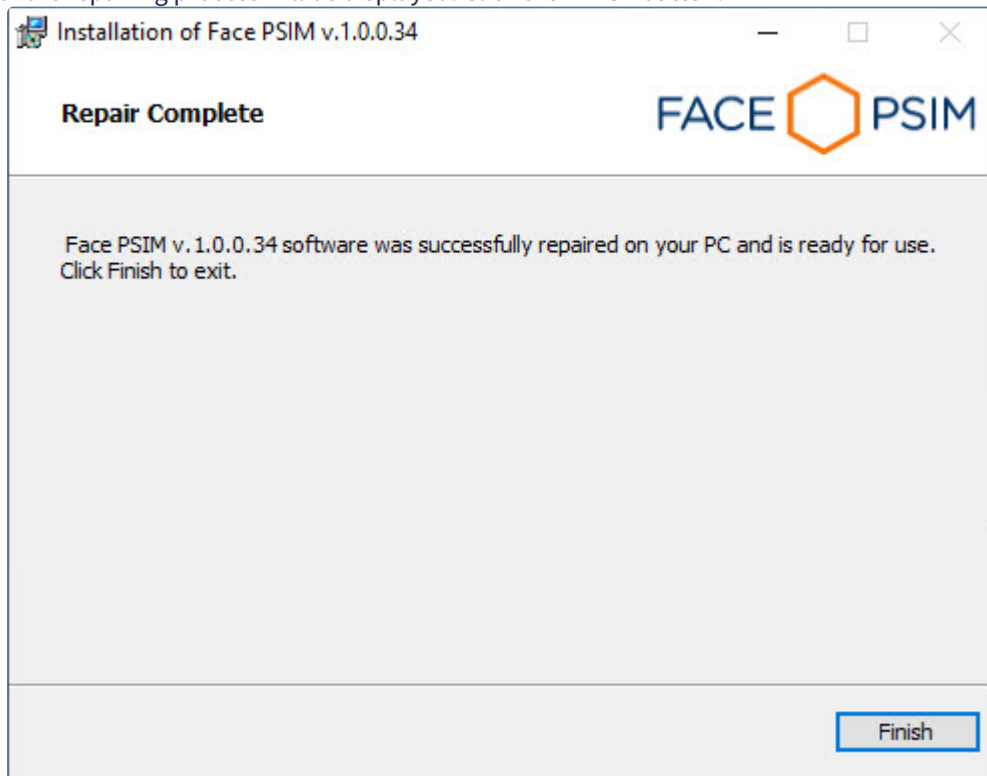 Installation of Face PSIM v.1.0.0.34
Repair Complete
FACE PSIM
Face PSIM v.1.0.0.34 software was successfully repaired on your PC and is ready for use.
Click Finish to exit.
Finish